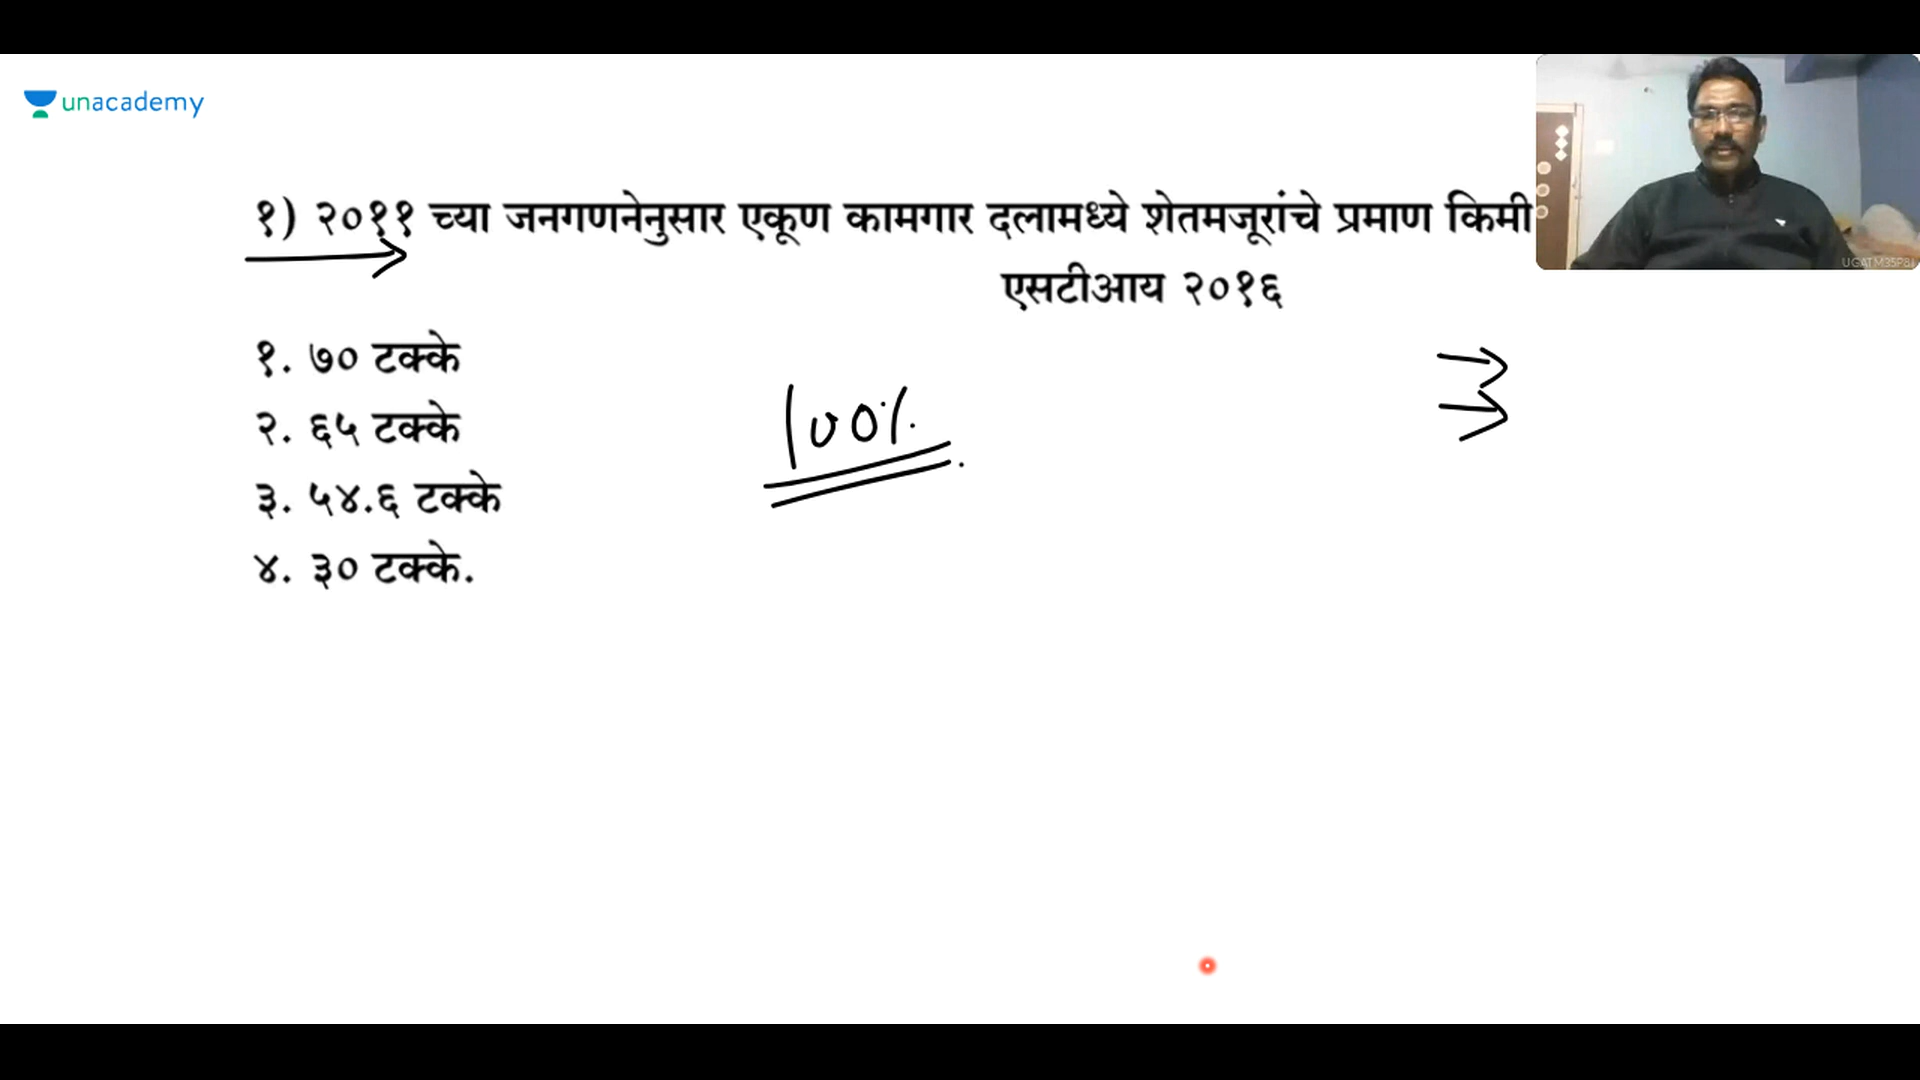 unacademy
१) २०११ च्या जनगणनेनुसार एकूण कामगार दलामध्ये शेतमजूरांचे प्रमाण किमी
एसटीआय २०१६
१. ७० टक्के
२. ६५ टक्के
३. ५४.६ टक्के
४. ३० टक्के.
100%.
UGATM35P8I